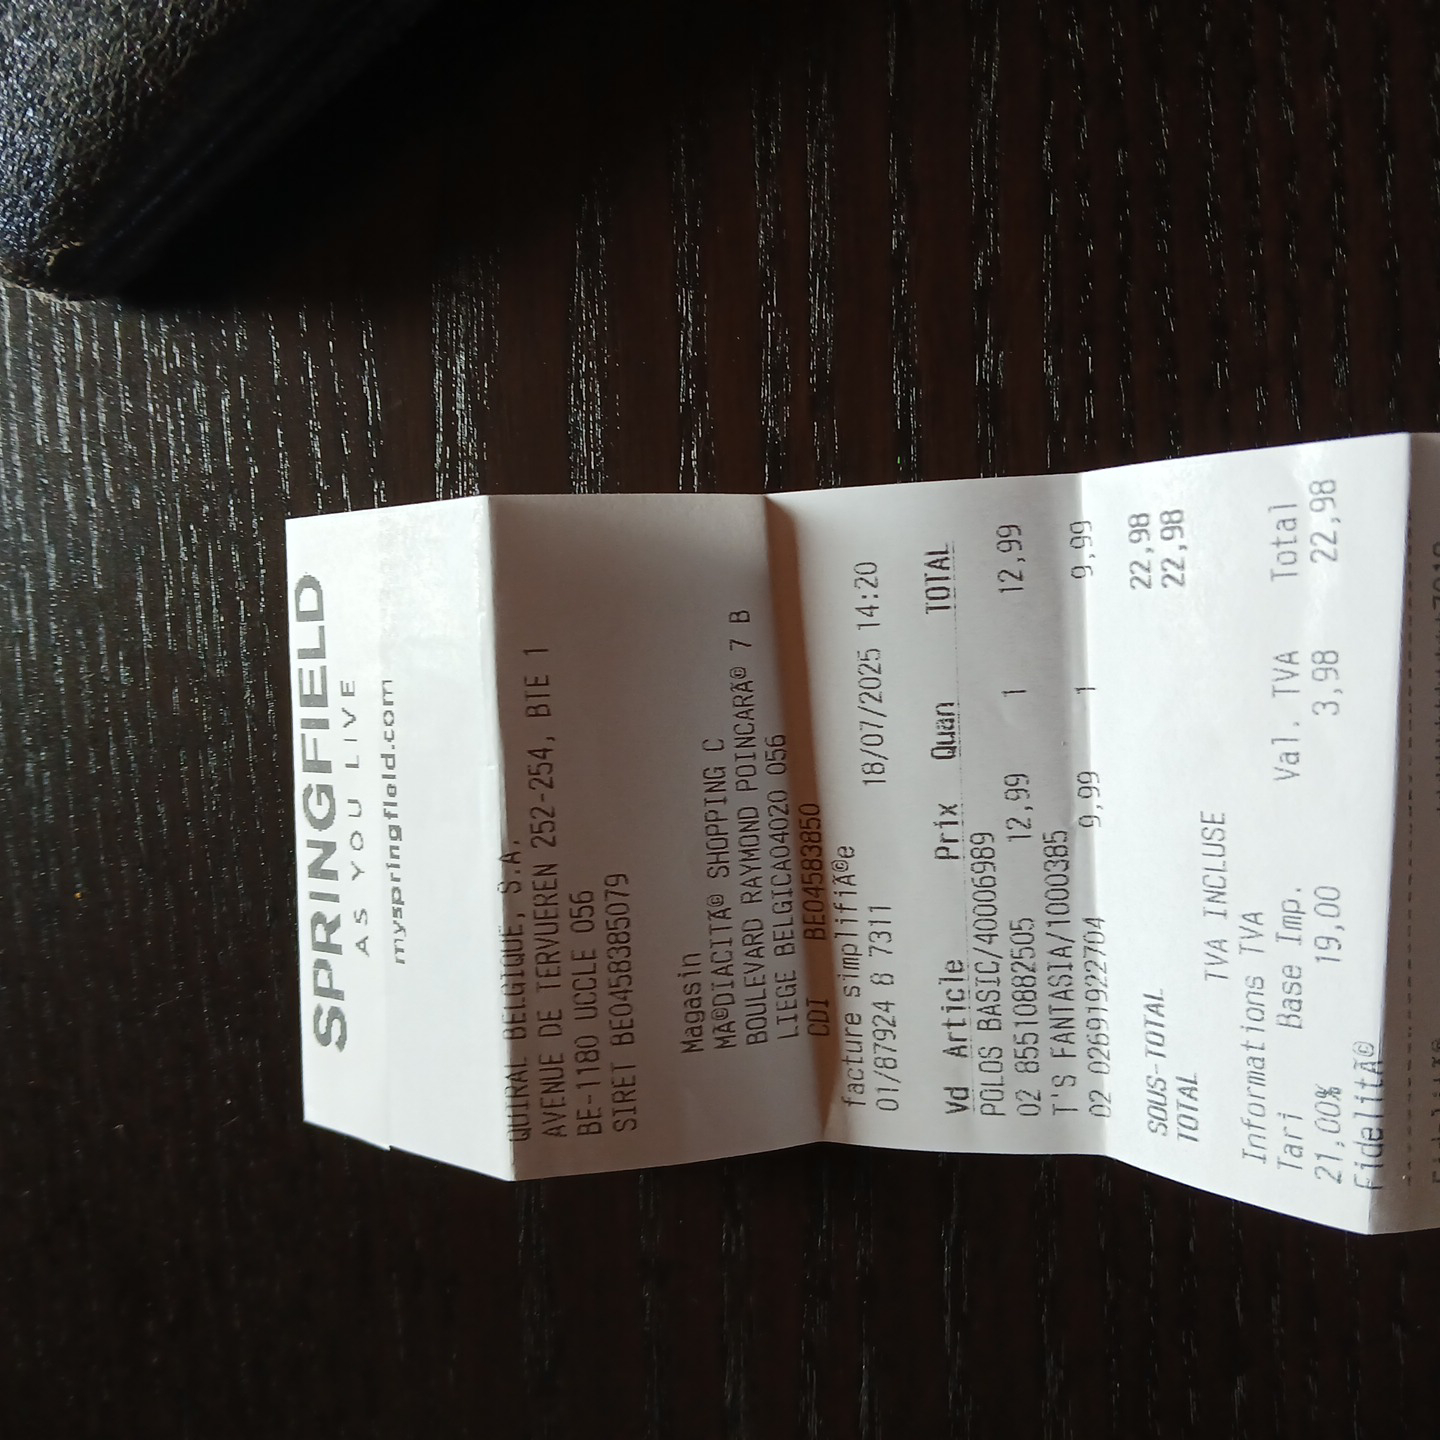 SPRINGFIELD
AS YOU LIVE
myspringfield.com
QUIRAL BELGIQUE, S.A.
AVENUE DE TERVUEREN 252-254, BTE 1
BE-1180 UCCLE 056
SIRET BE0458385079
Magasin
MÃ©DIACITÃ© SHOPPING C
BOULEVARD RAYMOND POINCARÃ© 7 B
LIEGE BELGICA04020 056
CDI BE04583850
facture simplifiÃ©e
01/87924 8 7311 18/07/2025 14:20
Vd Article Prix Quan TOTAL
POLOS BASIC/40006989
02 85510882505 12,99 1 12,99
T'S FANTASIA/1000385
02 02691922704 9,99 1 9,99
SOUS-TOTAL 22,98
TOTAL 22,98
TVA INCLUSE
Informations TVA
Tari Base Imp. Val. TVA Total
21,00% 19,00 3,98 22,98
FidelitÃ©